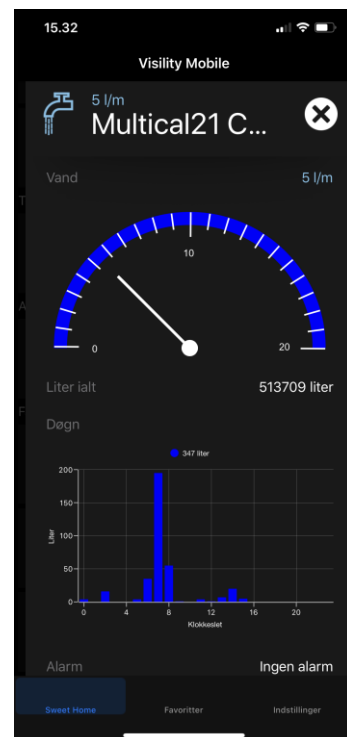 15.32
Visility Mobile
5 l/m
Multical21 C...
Vand 5 l/m
10
0 20
Liter ialt 513709 liter
Døgn
347 liter
200
150
100
50
0
Liter
0 4 8 12 16 20
Klokkeslet
Alarm Ingen alarm
Sweet Home Favoritter Indstillinger
T
A
F